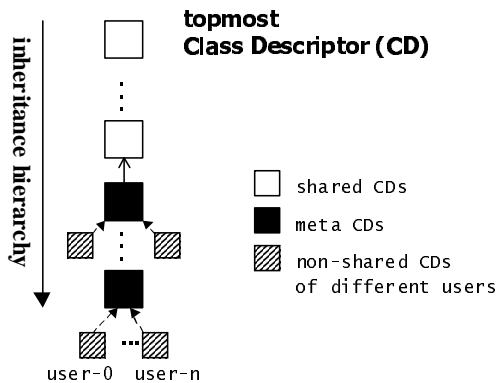 topmost
Class Descriptor (CD)
inheritance hierarchy
shared CDs
meta CDs
non-shared CDs
of different users
user-0
user-n